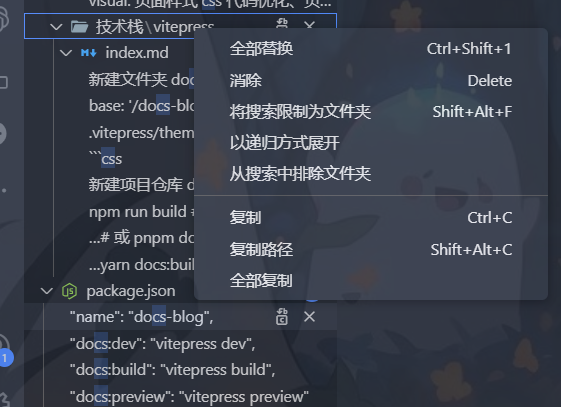 visual: 页面样式 css 代码优化、页...
技术栈\vitepress
index.md
新建文件夹 doc
base: '/docs-blo
.vitepress/them
```css
新建项目仓库 d
npm run build #
...# 或 pnpm do
...yarn docs:buil
package.json
"name": "docs-blog",
"docs:dev": "vitepress dev",
"docs:build": "vitepress build",
"docs:preview": "vitepress preview"
全部替换 Ctrl+Shift+1
消除 Delete
将搜索限制为文件夹 Shift+Alt+F
以递归方式展开
从搜索中排除文件夹
复制 Ctrl+C
复制路径 Shift+Alt+C
全部复制
1